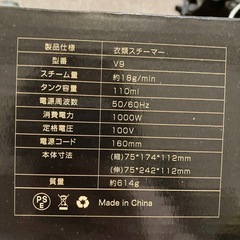 製品仕様 衣類スチーマー
型番 V9
スチーム量 約18g/min
タンク容量 110ml
電源周波数 50/60Hz
消費電力 1000W
定格電圧 100V
電源コード 160mm
本体寸法 (縮)75*174*112mm
(伸)75*242*112mm
質量 約614g
PS
E
Made in China